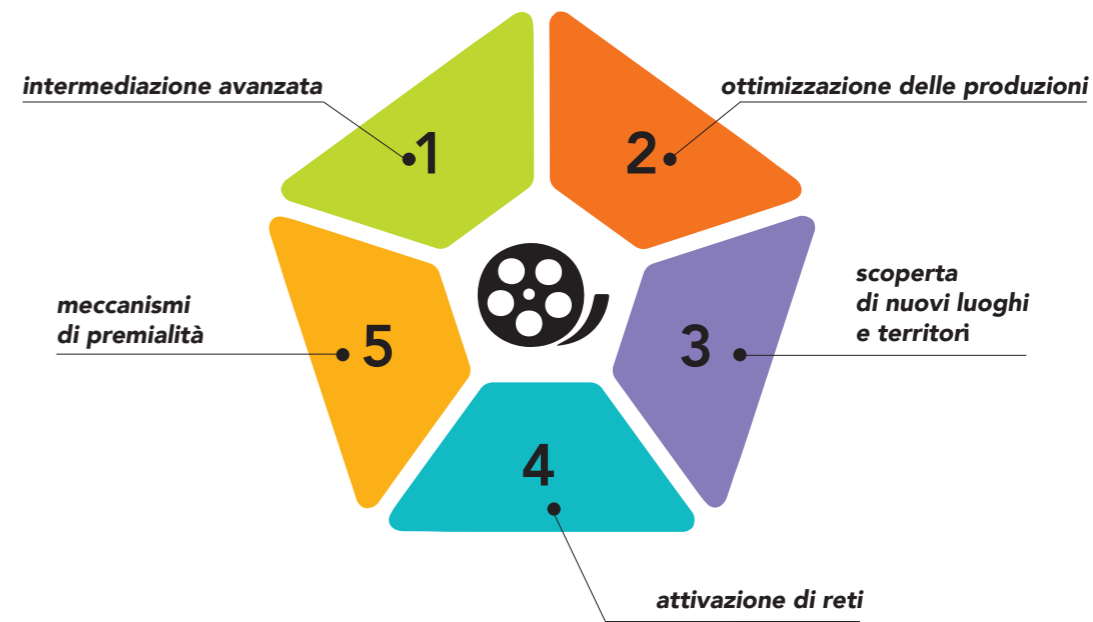 intermediazione avanzata
1
ottimizzazione delle produzioni
2
scoperta
di nuovi luoghi
e territori
3
attivazione di reti
4
meccanismi
di premialità
5